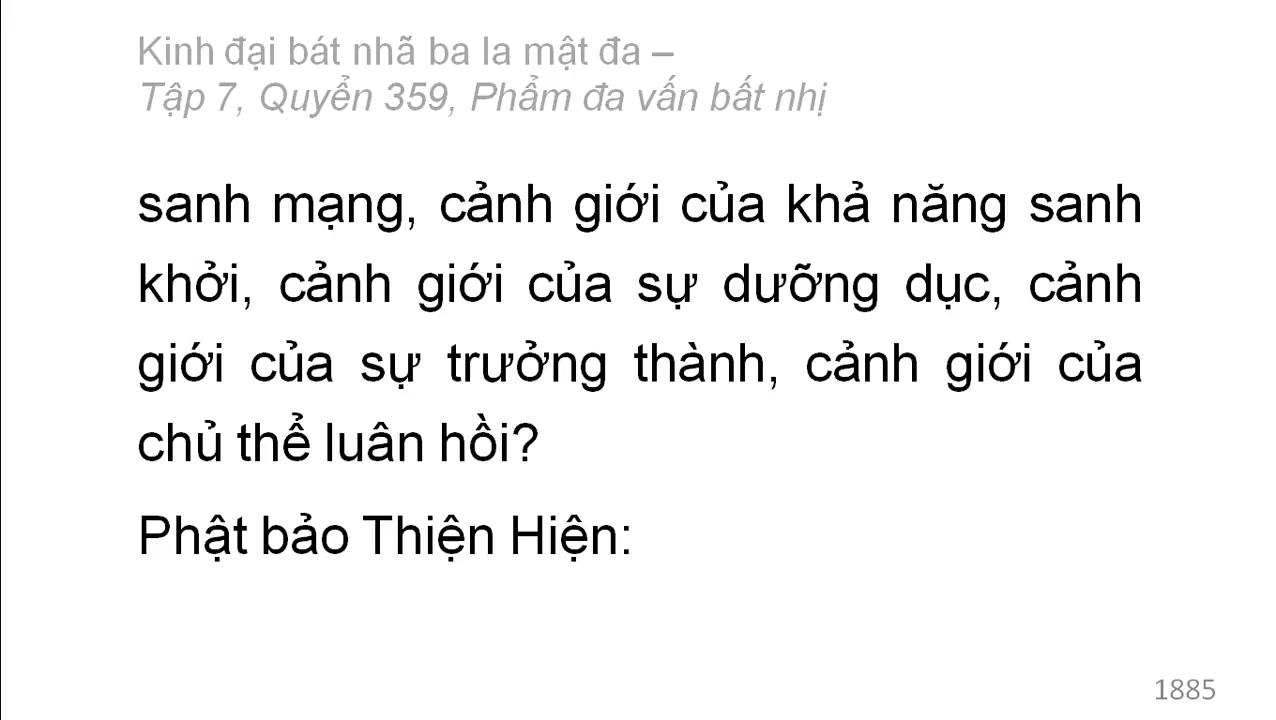 Kinh đại bát nhã ba la mật đa –
Tập 7, Quyển 359, Phẩm đa vấn bất nhị
sanh mạng, cảnh giới của khả năng sanh
khởi, cảnh giới của sự dưỡng dục, cảnh
giới của sự trưởng thành, cảnh giới của
chủ thể luân hồi?
Phật bảo Thiện Hiện:
1885